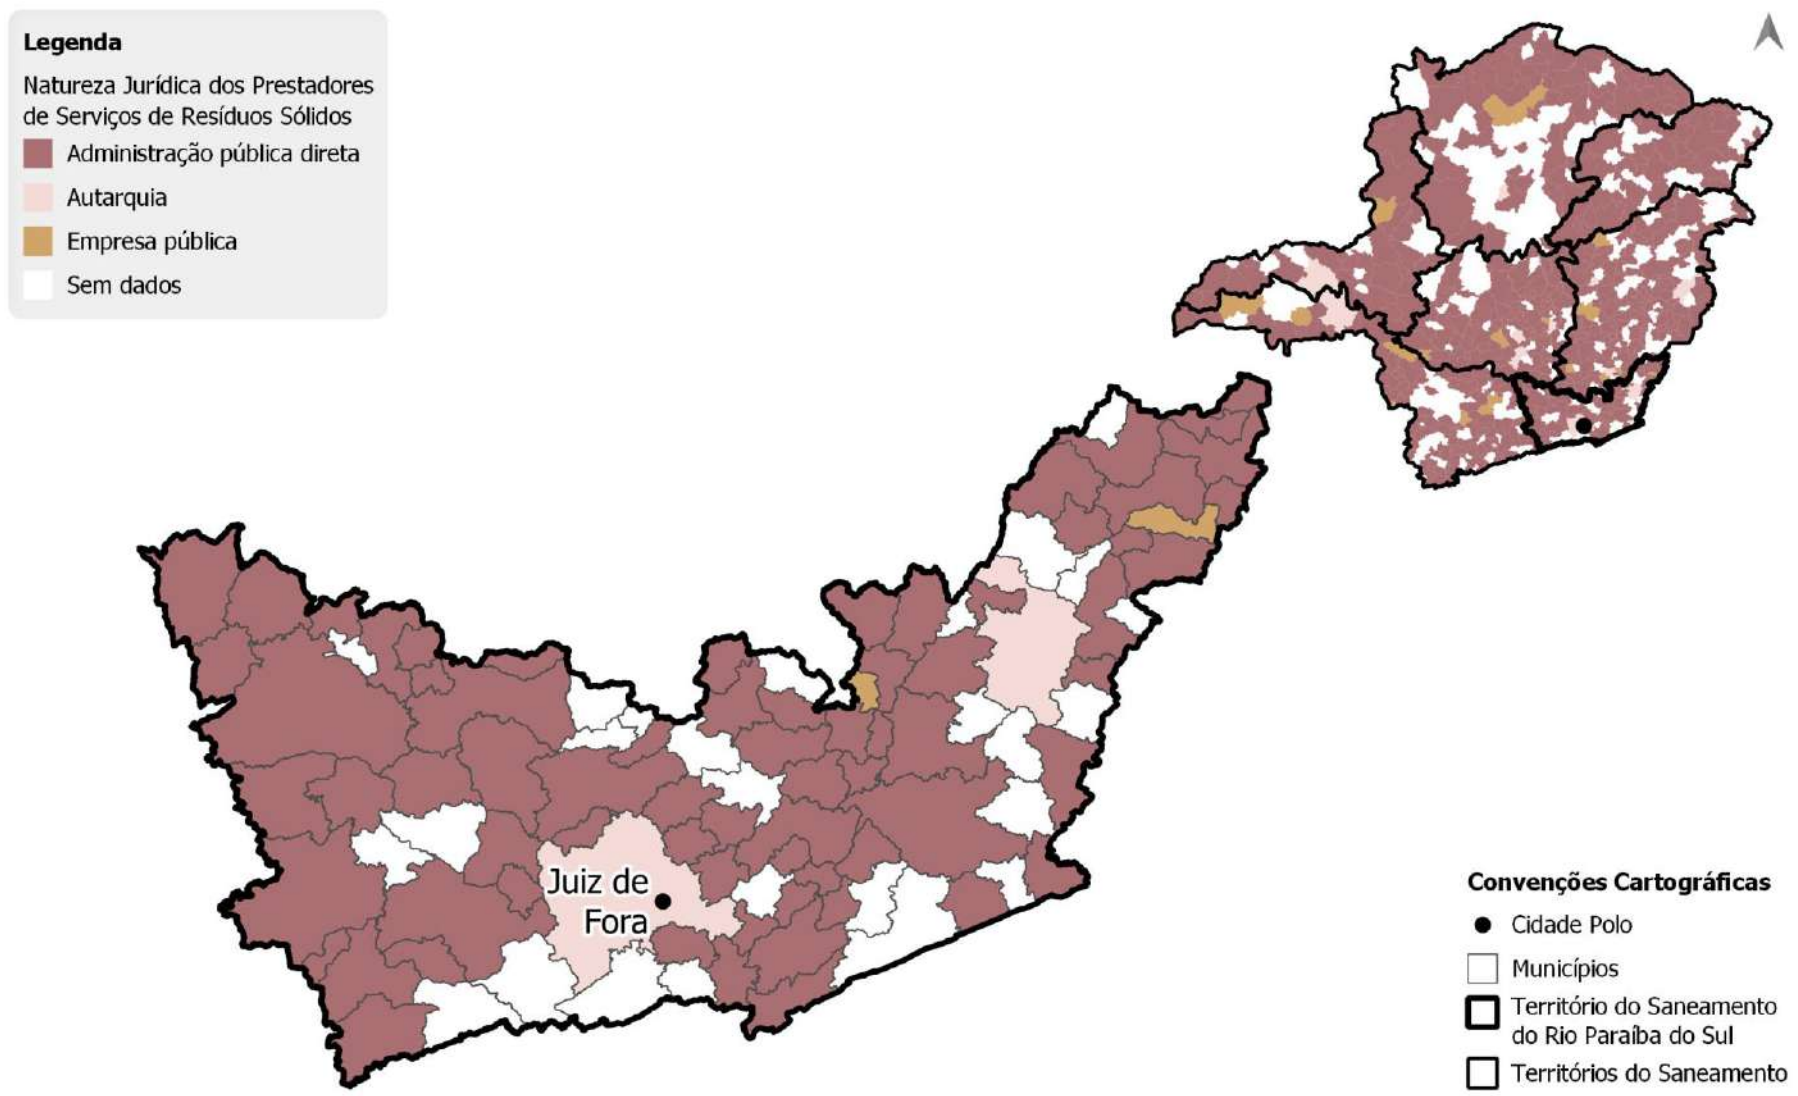 Legenda
Natureza Jurídica dos Prestadores
de Serviços de Resíduos Sólidos
Administração pública direta
Autarquia
Empresa pública
Sem dados
Juiz de
Fora
Convenções Cartográficas
Cidade Polo
Municípios
Território do Saneamento
do Rio Paraíba do Sul
Territórios do Saneamento